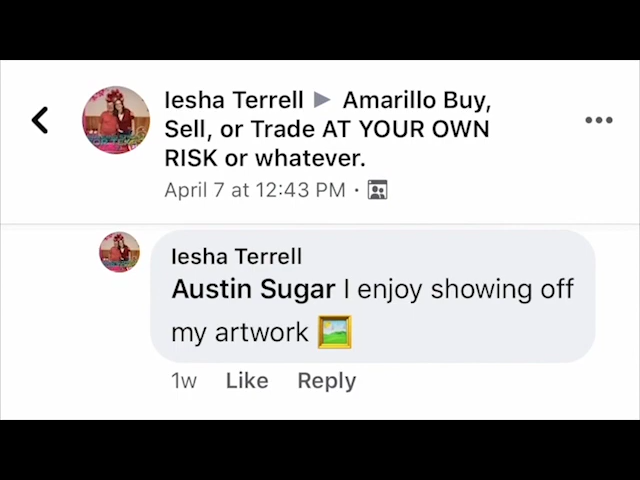 Iesha Terrell ▶ Amarillo Buy,
Sell, or Trade AT YOUR OWN
RISK or whatever.
April 7 at 12:43 PM ·
Iesha Terrell
Austin Sugar I enjoy showing off
my artwork 🖼️
1w Like Reply